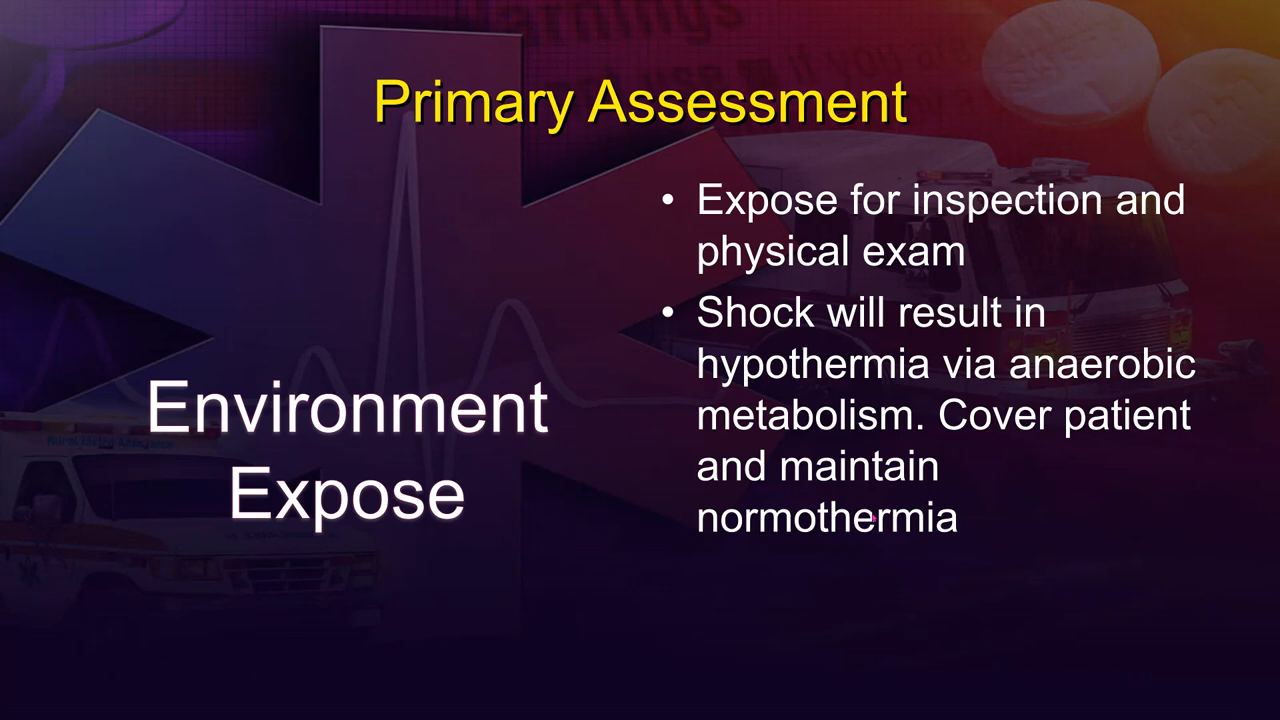 Primary Assessment
• Expose for inspection and
physical exam
• Shock will result in
hypothermia via anaerobic
metabolism. Cover patient
and maintain
normothermia
Environment
Expose